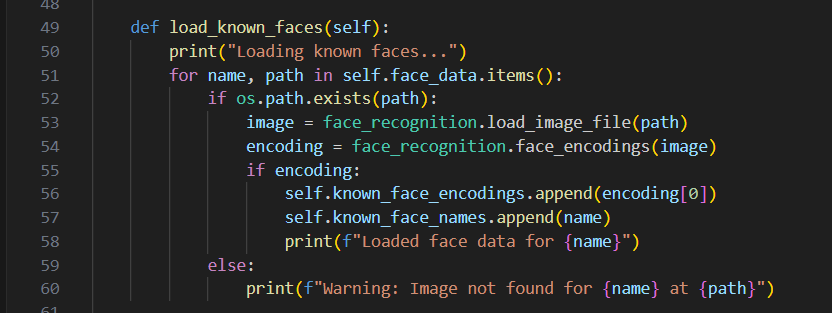 48
49 def load_known_faces(self):
50 print("Loading known faces...")
51 for name, path in self.face_data.items():
52 if os.path.exists(path):
53 image = face_recognition.load_image_file(path)
54 encoding = face_recognition.face_encodings(image)
55 if encoding:
56 self.known_face_encodings.append(encoding[0])
57 self.known_face_names.append(name)
58 print(f"Loaded face data for {name}")
59 else:
60 print(f"Warning: Image not found for {name} at {path}")
61